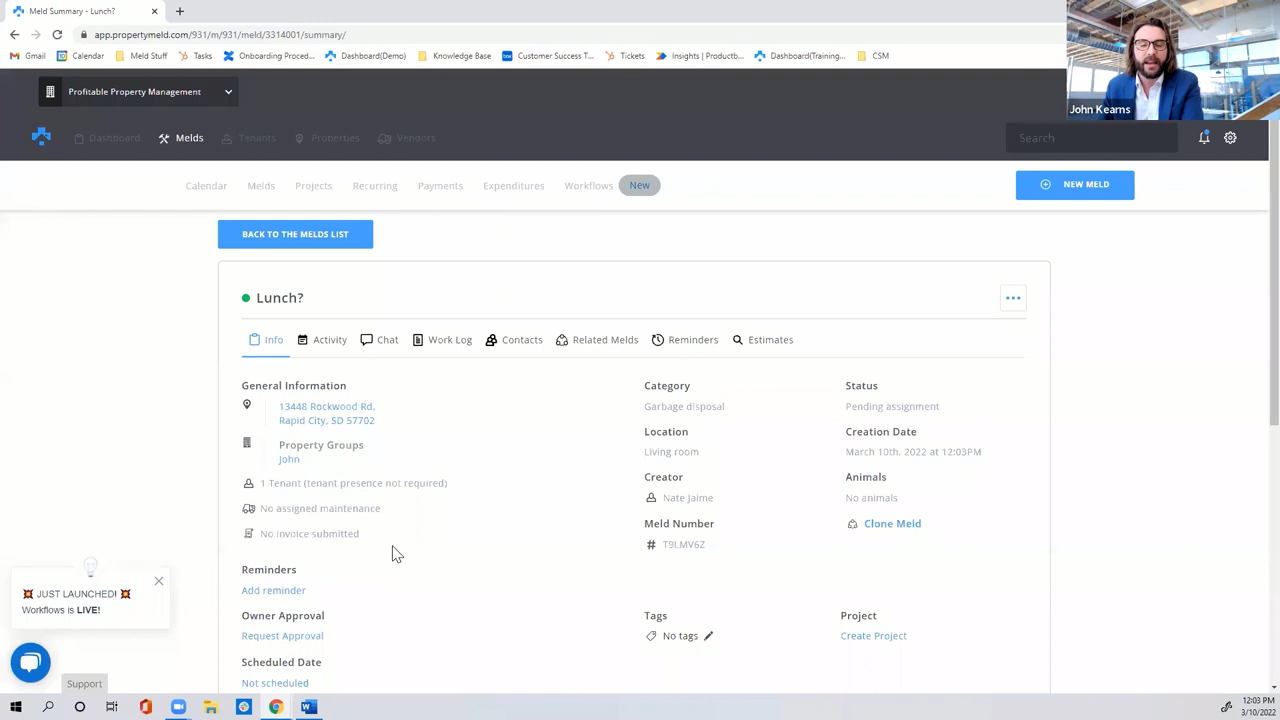 Meld Summary - Lunch?
app.propertymeld.com/931/m/931/meld/3314001/summary/
Gmail Calendar Meld Stuff Tasks Onboarding Proced... Dashboard(Demo) Knowledge Base Customer Success T... Tickets Insights | Productb... Dashboard(Training... CSM
John Kearns
Profitable Property Management
Dashboard Melds Tenants Properties Vendors Search
Calendar Melds Projects Recurring Payments Expenditures Workflows New NEW MELD
BACK TO THE MELDS LIST
Lunch?
Info Activity Chat Work Log Contacts Related Melds Reminders Estimates
General Information
13448 Rockwood Rd.
Rapid City, SD 57702
Property Groups
John
1 Tenant (tenant presence not required)
No assigned maintenance
No invoice submitted
Reminders
Add reminder
Owner Approval
Request Approval
Scheduled Date
Not scheduled
Category
Garbage disposal
Location
Living room
Creator
Nate Jaime
Meld Number
# T9LMV6Z
Tags
No tags
Status
Pending assignment
Creation Date
March 10th, 2022 at 12:03PM
Animals
No animals
Clone Meld
Project
Create Project
JUST LAUNCHED!
Workflows is LIVE!
Support
12:03 PM
3/10/2022